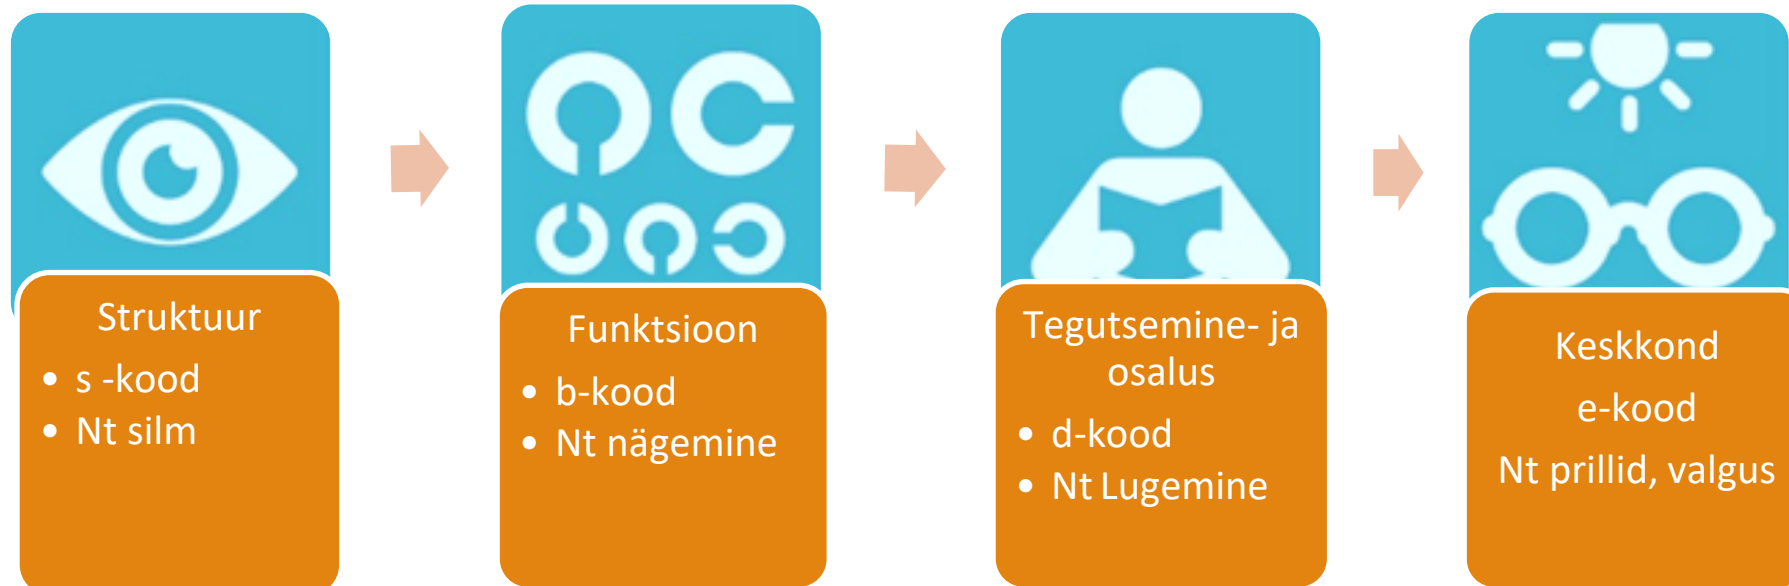 Struktuur
• s -kood
• Nt silm
Funktsioon
• b-kood
• Nt nägemine
Tegutsemine- ja
osalus
• d-kood
• Nt Lugemine
Keskkond
e-kood
Nt prillid, valgus